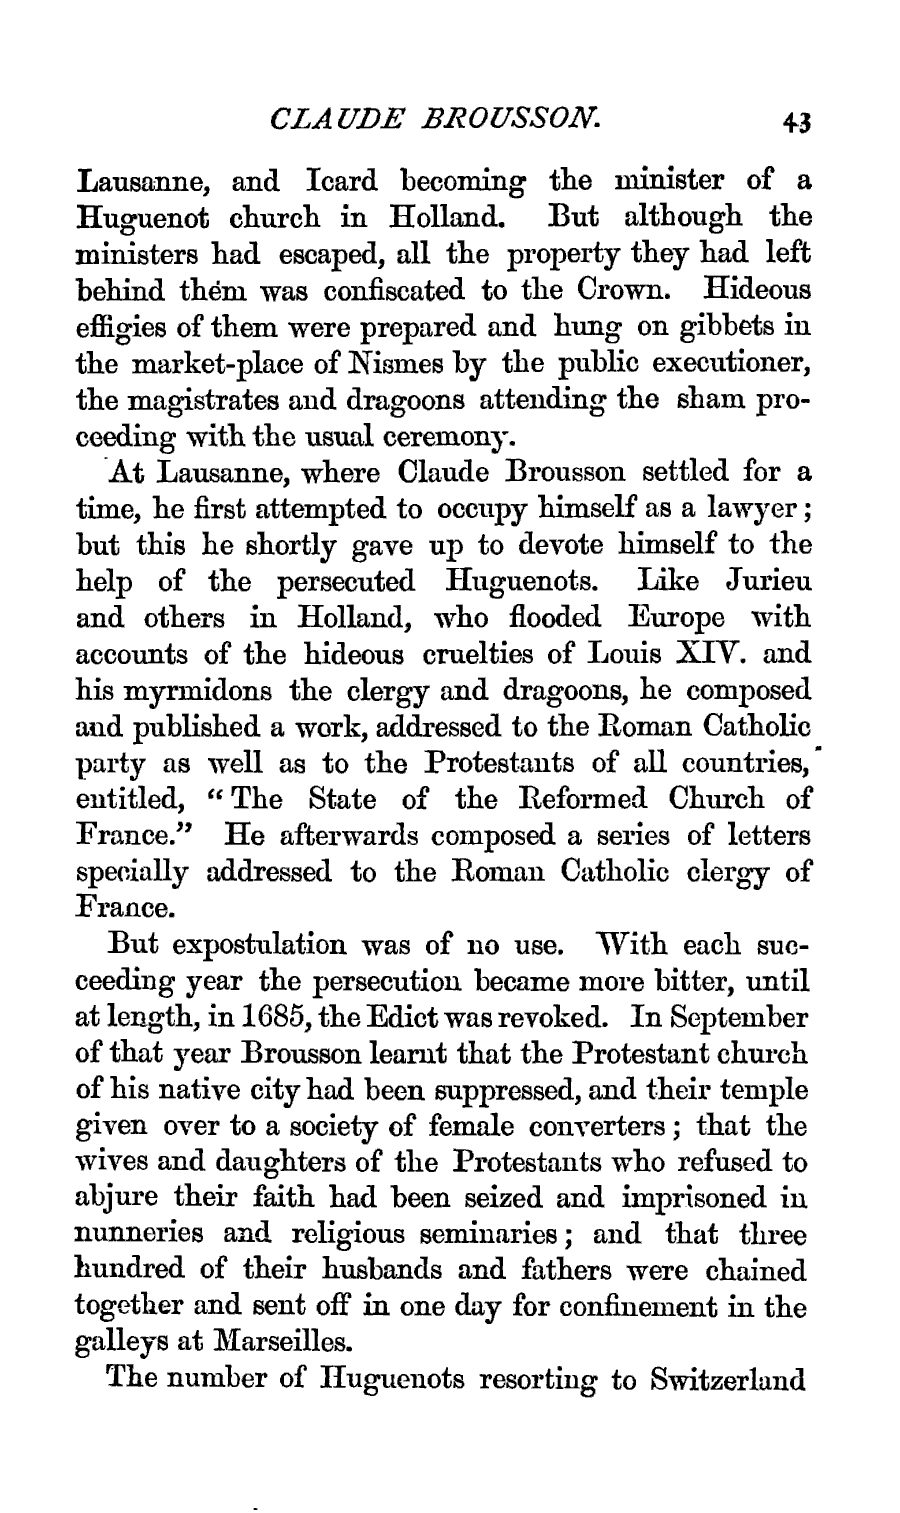 CLAUDE BROUSSON. 43
Lausanne, and Icard becoming the minister of a
Huguenot church in Holland. But although the
ministers had escaped, all the property they had left
behind them was confiscated to the Crown. Hideous
effigies of them were prepared and hung on gibbets in
the market-place of Nismes by the public executioner,
the magistrates and dragoons attending the sham pro-
ceeding with the usual ceremony.
At Lausanne, where Claude Brousson settled for a
time, he first attempted to occupy himself as a lawyer;
but this he shortly gave up to devote himself to the
help of the persecuted Huguenots. Like Jurieu
and others in Holland, who flooded Europe with
accounts of the hideous cruelties of Louis XIV. and
his myrmidons the clergy and dragoons, he composed
and published a work, addressed to the Roman Catholic
party as well as to the Protestants of all countries,
entitled, "The State of the Reformed Church of
France." He afterwards composed a series of letters
specially addressed to the Roman Catholic clergy of
France.
But expostulation was of no use. With each suc-
ceeding year the persecution became more bitter, until
at length, in 1685, the Edict was revoked. In September
of that year Brousson learnt that the Protestant church
of his native city had been suppressed, and their temple
given over to a society of female converters; that the
wives and daughters of the Protestants who refused to
abjure their faith had been seized and imprisoned in
nunneries and religious seminaries; and that three
hundred of their husbands and fathers were chained
together and sent off in one day for confinement in the
galleys at Marseilles.
The number of Huguenots resorting to Switzerland